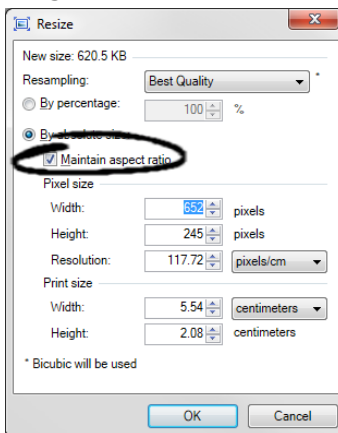 Resize
New size: 620.5 KB
Resampling: Best Quality *
By percentage: 100 %
By absolute size:
Maintain aspect ratio
Pixel size
Width: 652 pixels
Height: 245 pixels
Resolution: 117.72 pixels/cm
Print size
Width: 5.54 centimeters
Height: 2.08 centimeters
* Bicubic will be used
OK Cancel